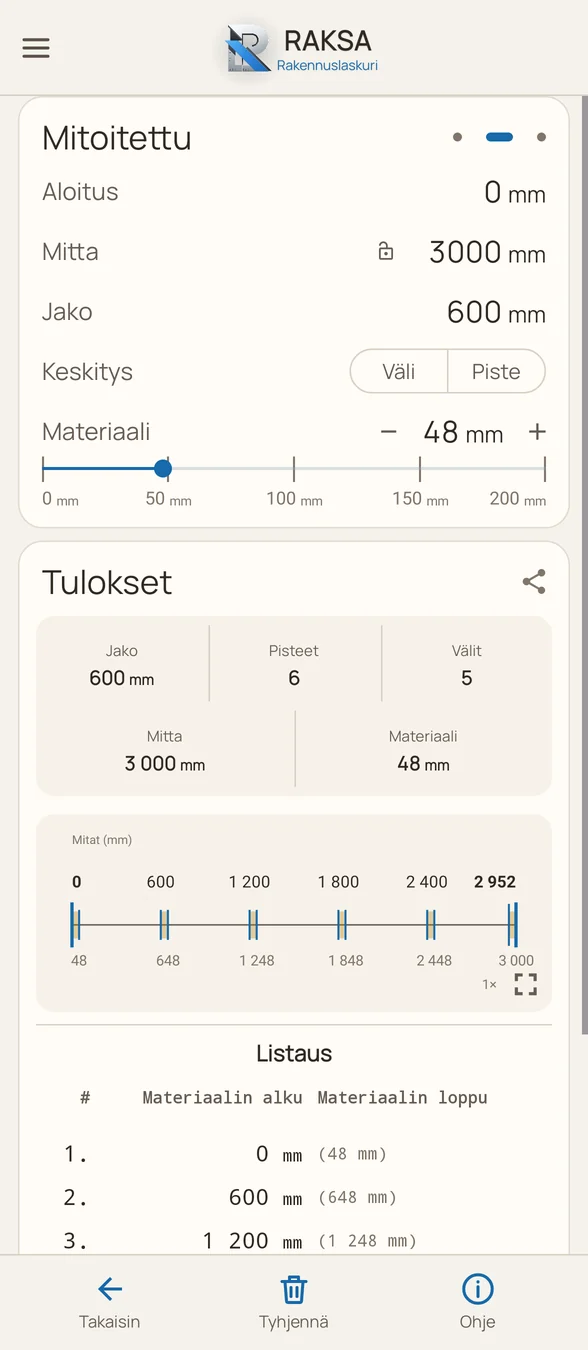 RAKSA
Rakennuslaskuri
Mitoitettu
Aloitus 0 mm
Mitta 3000 mm
Jako 600 mm
Keskitys Väli Piste
Materiaali − 48 mm +
0 mm 50 mm 100 mm 150 mm 200 mm
Tulokset
Jako Pisteet Välit
600 mm 6 5
Mitta Materiaali
3 000 mm 48 mm
Mitat (mm)
0 600 1 200 1 800 2 400 2 952
48 648 1 248 1 848 2 448 3 000
1×
Listaus
# Materiaalin alku Materiaalin loppu
1. 0 mm (48 mm)
2. 600 mm (648 mm)
3. 1 200 mm (1 248 mm)
Takaisin Tyhjennä Ohje